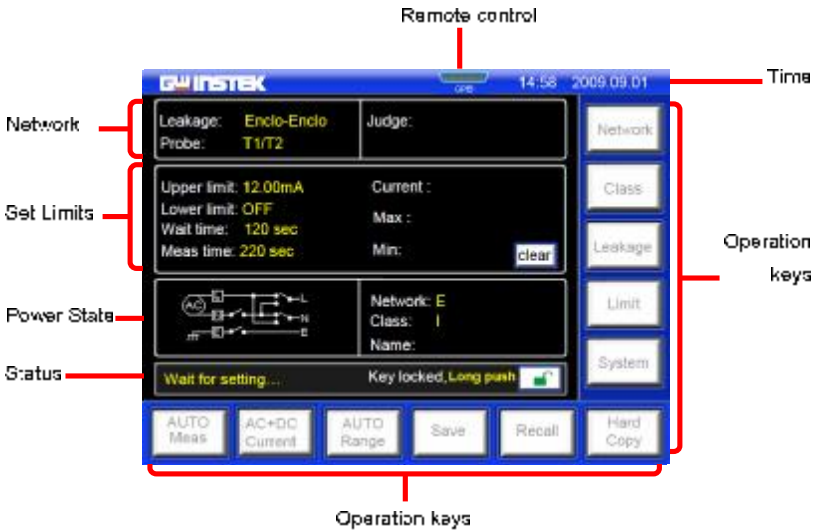 Remote control
GWINSTEK
GPIB
14:58 2009.09.01
Time
Network
Leakage: Enclo-Enclo
Probe: T1/T2
Judge:
Network
Set Limits
Upper limit: 12.00mA
Lower limit: OFF
Wait time: 120 sec
Meas time: 220 sec
Current :
Max :
Min:
clear
Class
Leakage
Operation
keys
Power State
AC
L
N
E
L
N
E
Network: E
Class: I
Name:
Limit
Status
Wait for setting...
Key locked,Long push
System
AUTO
Meas
AC+DC
Current
AUTO
Range
Save
Recall
Hard
Copy
Operation keys